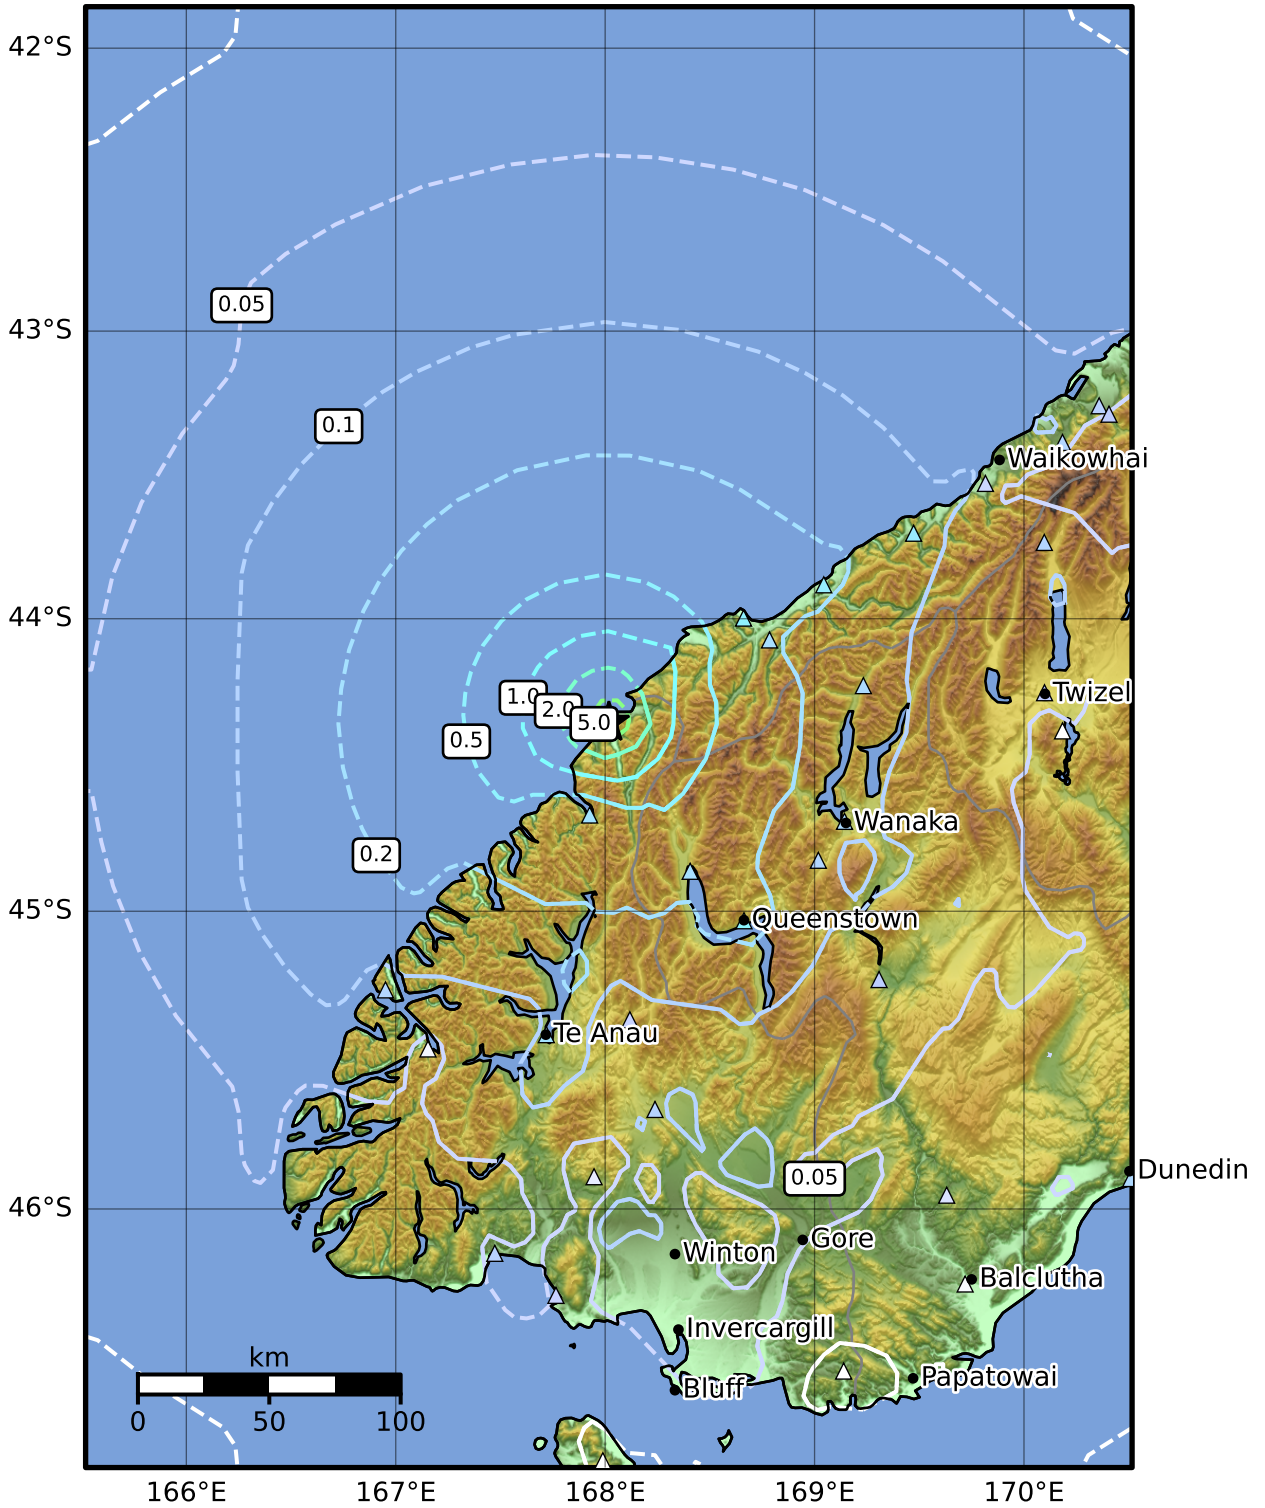 42°S
0.05
43°S
0.1
Waikowhai
44°S
Twizel
1.0
2.0
5.0
0.5
Wanaka
0.2
45°S
Queenstown
Te Anau
Dunedin
0.05
46°S
Gore
Winton
Balclutha
Invercargill
km
Papatowai
Bluff
0 50 100
166°E 167°E 168°E 169°E 170°E